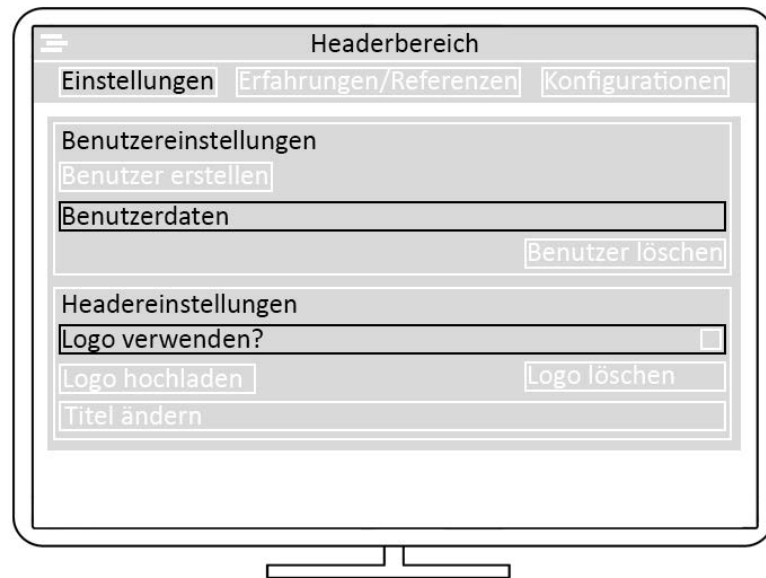 Headerbereich
Einstellungen Erfahrungen/Referenzen Konfigurationen
Benutzereinstellungen
Benutzer erstellen
Benutzerdaten
Benutzer löschen
Headereinstellungen
Logo verwenden?
Logo hochladen Logo löschen
Titel ändern